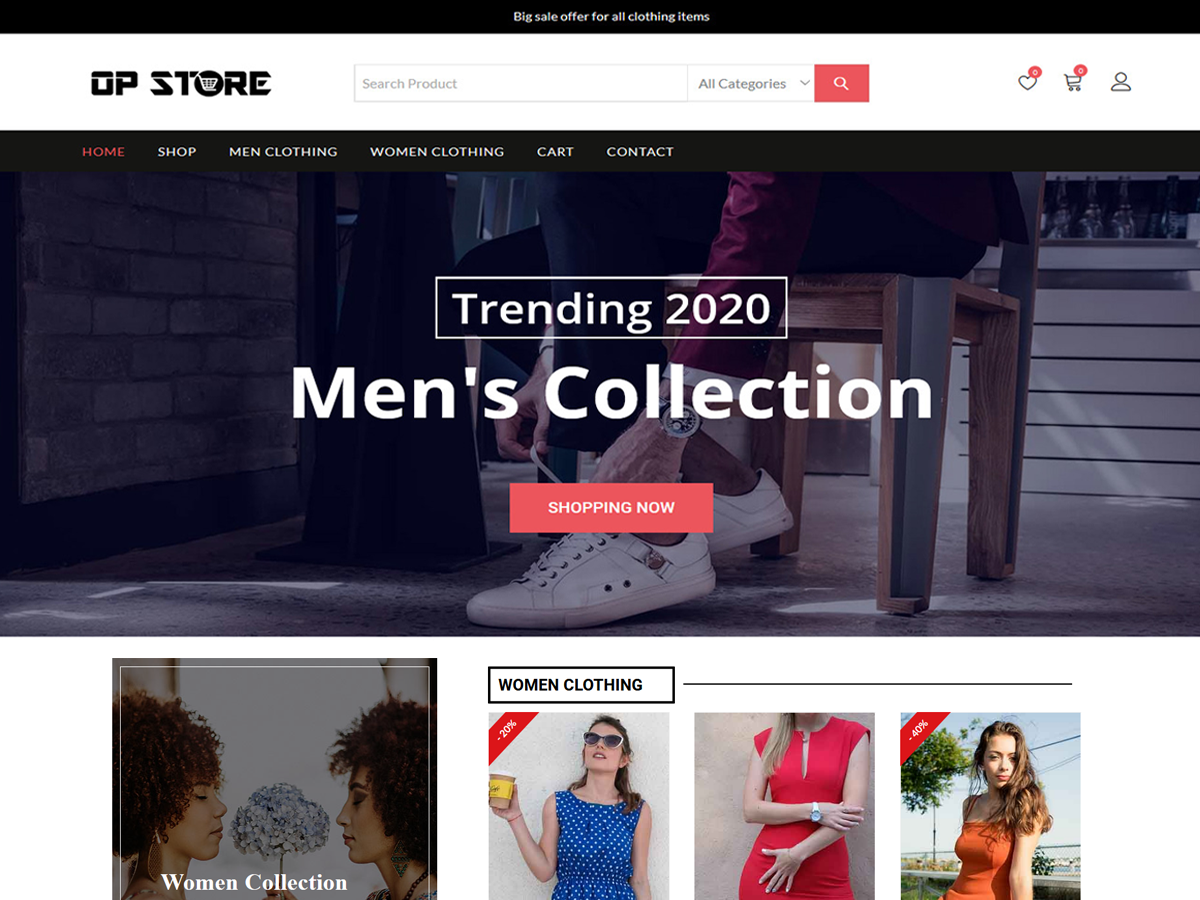 Big sale offer for all clothing items
OP STORE
Search Product
All Categories
0
0
HOME
SHOP
MEN CLOTHING
WOMEN CLOTHING
CART
CONTACT
Trending 2020
Men's Collection
SHOPPING NOW
WOMEN CLOTHING
- 20%
- 40%
Women Collection